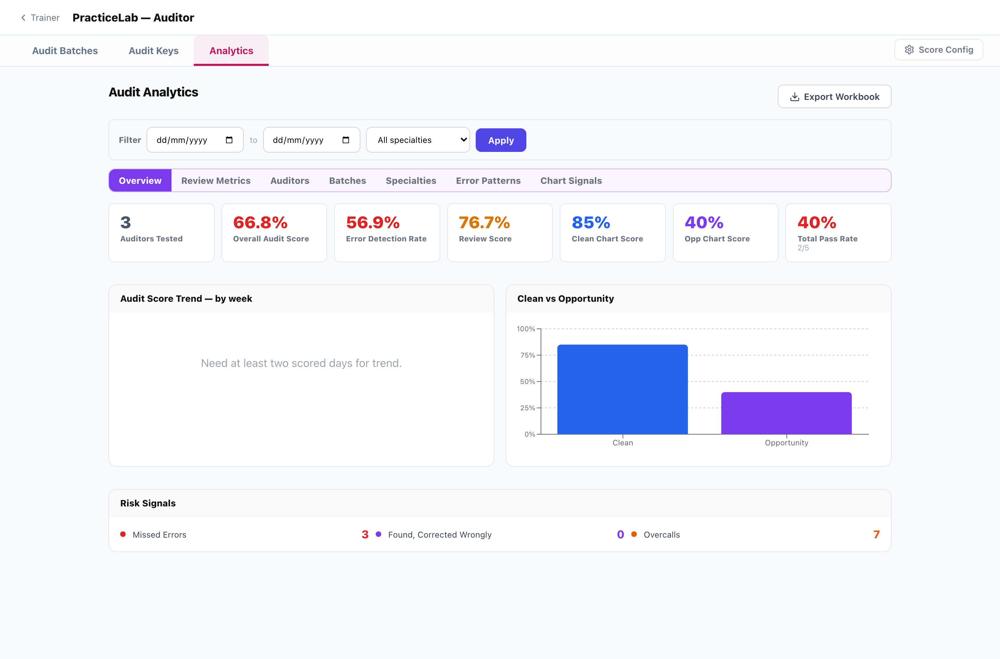 Trainer
PracticeLab — Auditor
Audit Batches
Audit Keys
Analytics
Score Config
Audit Analytics
Export Workbook
Filter
dd/mm/yyyy
to
dd/mm/yyyy
All specialties
Apply
Overview
Review Metrics
Auditors
Batches
Specialties
Error Patterns
Chart Signals
3
Auditors Tested
66.8%
Overall Audit Score
56.9%
Error Detection Rate
76.7%
Review Score
85%
Clean Chart Score
40%
Opp Chart Score
40%
Total Pass Rate
2/5
Audit Score Trend — by week
Need at least two scored days for trend.
Clean vs Opportunity
100%
75%
50%
25%
0%
Clean
Opportunity
Risk Signals
Missed Errors
3
Found, Corrected Wrongly
0
Overcalls
7